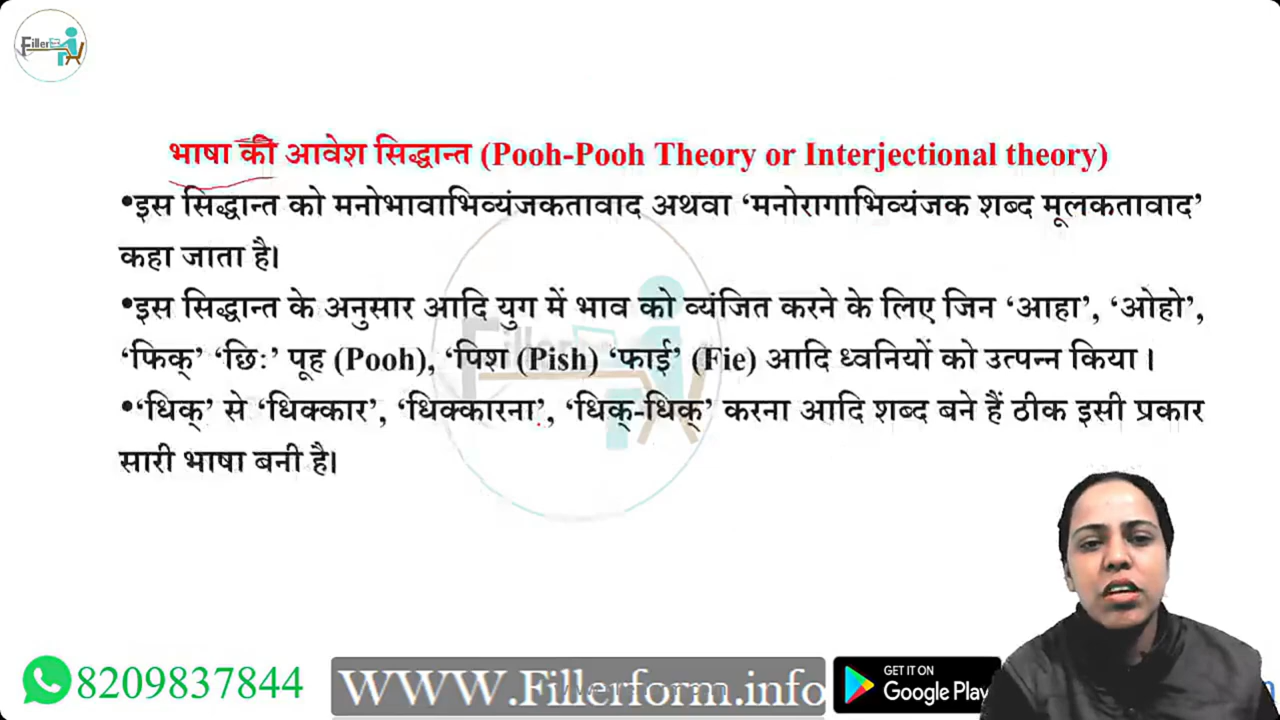 Filler
भाषा की आवेश सिद्धान्त (Pooh-Pooh Theory or Interjectional theory)
•इस सिद्धान्त को मनोभावाभिव्यंजकतावाद अथवा ‘मनोरागाभिव्यंजक शब्द मूलकतावाद’
कहा जाता है।
•इस सिद्धान्त के अनुसार आदि युग में भाव को व्यंजित करने के लिए जिन ‘आहा’, ‘ओहो’,
‘फिक्’ ‘छिः’ पूह (Pooh), ‘पिश (Pish) ‘फाई’ (Fie) आदि ध्वनियों को उत्पन्न किया ।
•‘धिक्’ से ‘धिक्कार’, ‘धिक्कारना’, ‘धिक्-धिक्’ करना आदि शब्द बने हैं ठीक इसी प्रकार
सारी भाषा बनी है।
8209837844
WWW.Fillerform.info
GET IT ON
Google Play